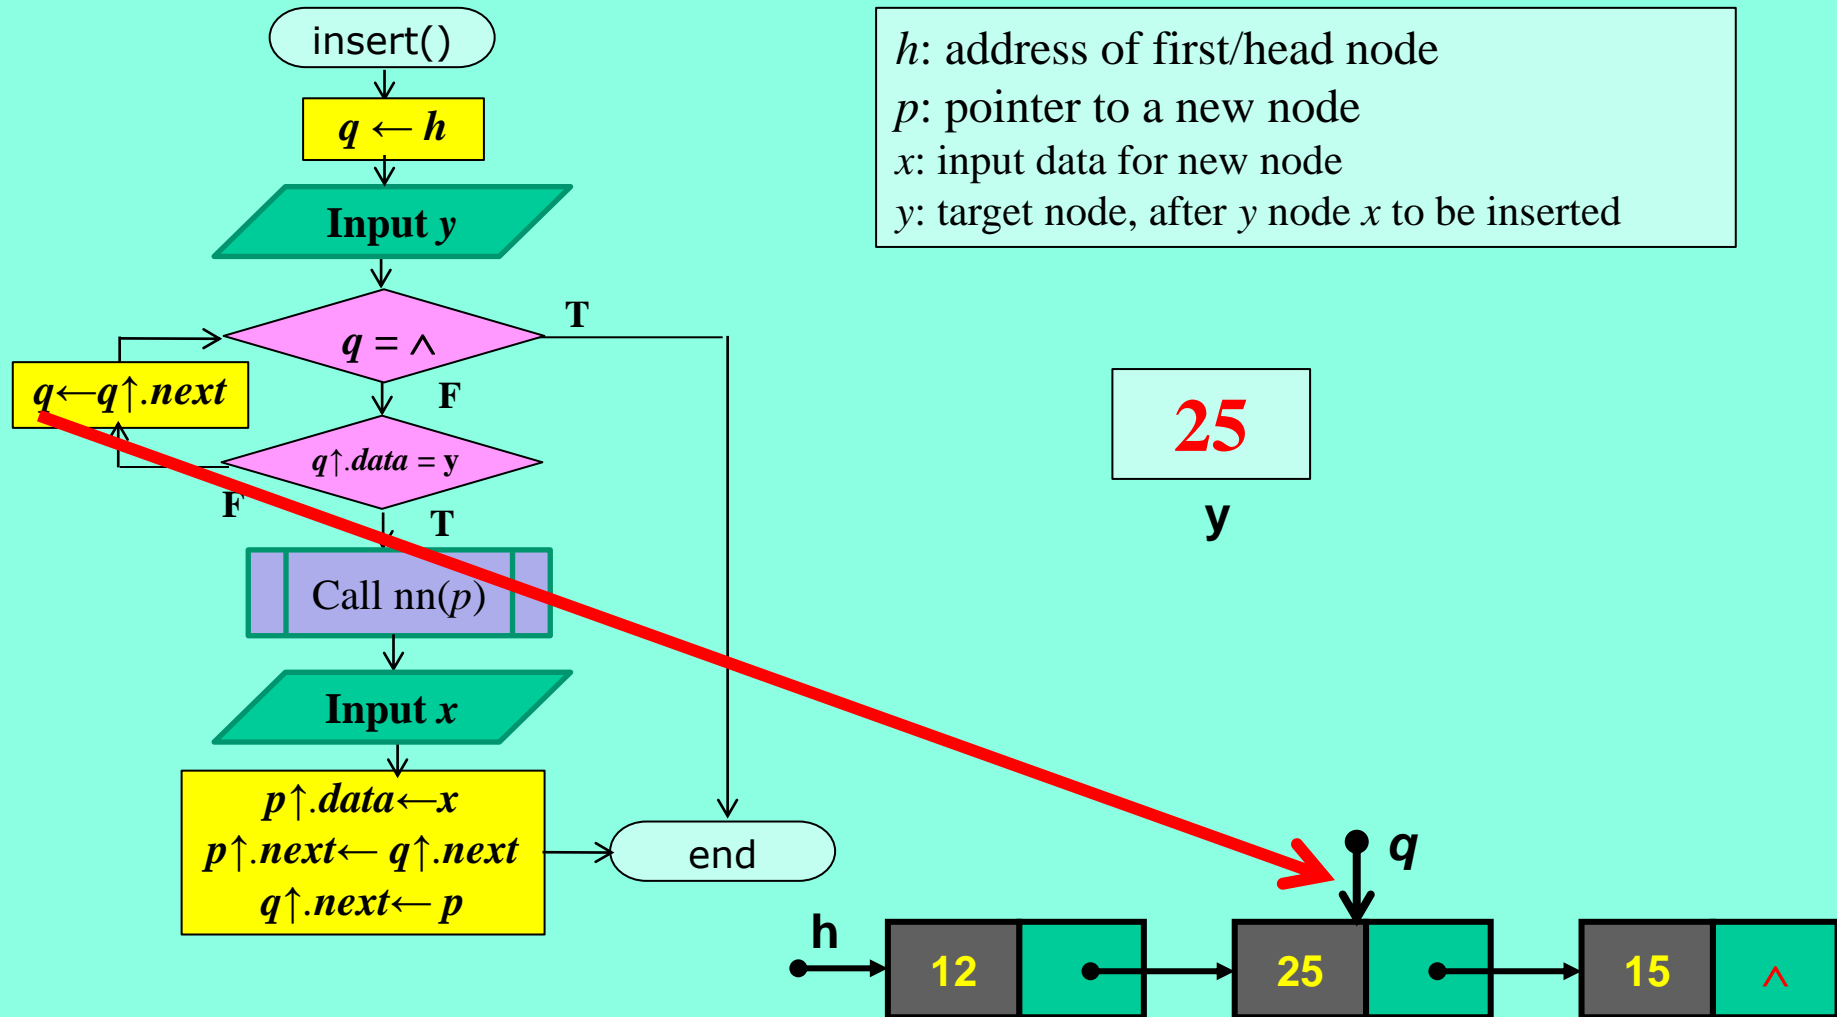 insert()
q ← h
Input y
q = ∧
T
F
q←q↑.next
q↑.data = y
F
T
Call nn(p)
Input x
p↑.data←x
p↑.next← q↑.next
q↑.next← p
end
h: address of first/head node
p: pointer to a new node
x: input data for new node
y: target node, after y node x to be inserted
25
y
q
h
12
25
15
∧